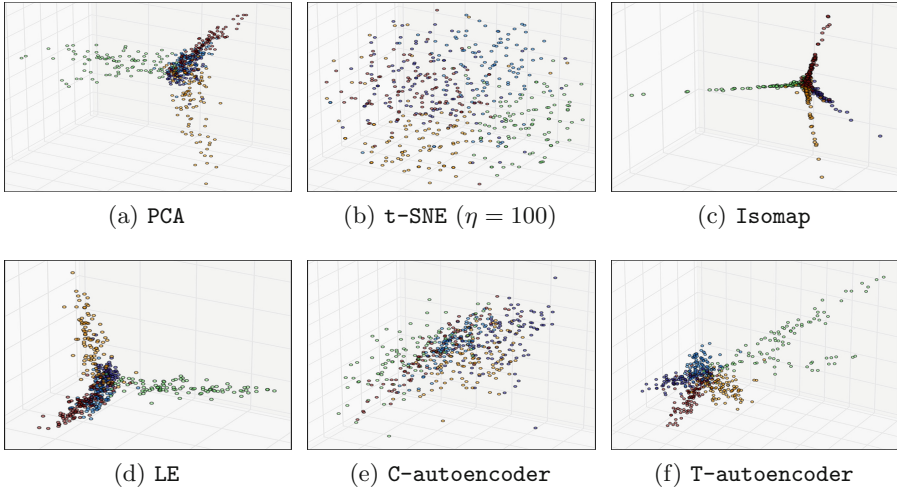 (a) PCA
(b) t-SNE (η = 100)
(c) Isomap
(d) LE
(e) C-autoencoder
(f) T-autoencoder